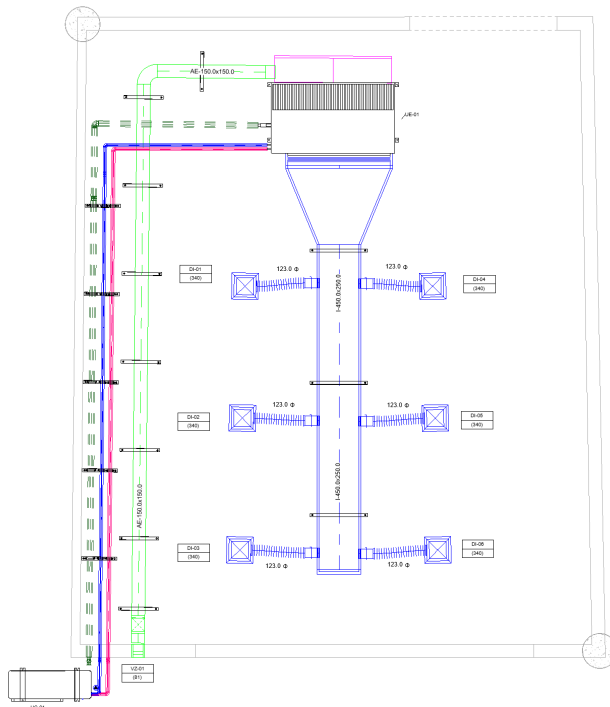 AE-150.0x150.0
UE-01
DI-01
(340)
123.0 Φ
123.0 Φ
DI-04
(340)
I-450.0x250.0
DI-02
(340)
123.0 Φ
123.0 Φ
DI-05
(340)
I-450.0x250.0
AE-150.0x150.0
DI-03
(340)
123.0 Φ
123.0 Φ
DI-06
(340)
VZ-01
(81)